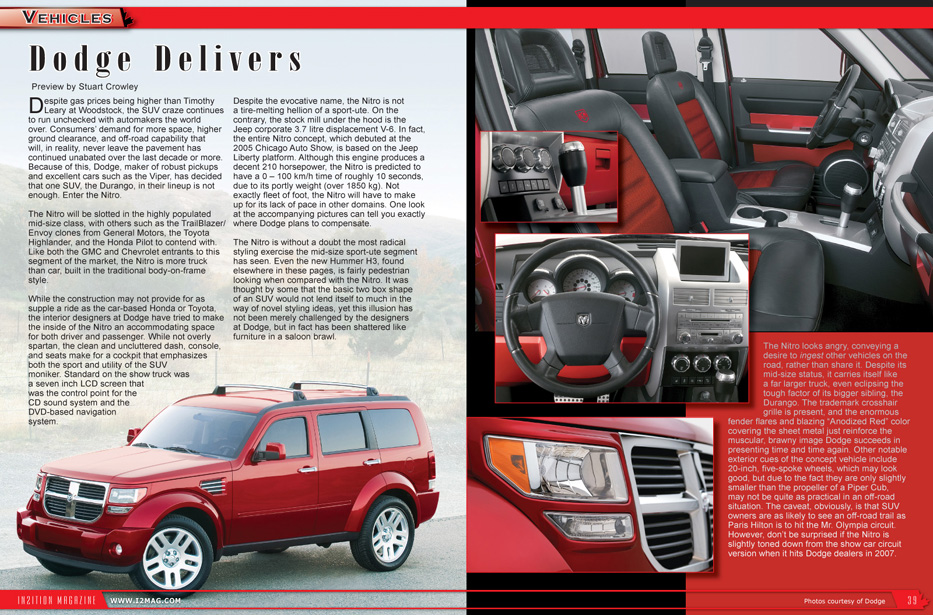 VEHICLES
Dodge Delivers
Preview by Stuart Crowley
Despite gas prices being higher than Timothy
Leary at Woodstock, the SUV craze continues
to run unchecked with automakers the world
over. Consumers' demand for more space, higher
ground clearance, and off-road capability that
will, in reality, never leave the pavement has
continued unabated over the last decade or more.
Because of this, Dodge, maker of robust pickups
and excellent cars such as the Viper, has decided
that one SUV, the Durango, in their lineup is not
enough. Enter the Nitro.
The Nitro will be slotted in the highly populated
mid-size class, with others such as the TrailBlazer/
Envoy clones from General Motors, the Toyota
Highlander, and the Honda Pilot to contend with.
Like both the GMC and Chevrolet entrants to this
segment of the market, the Nitro is more truck
than car, built in the traditional body-on-frame
style.
While the construction may not provide for as
supple a ride as the car-based Honda or Toyota,
the interior designers at Dodge have tried to make
the inside of the Nitro an accommodating space
for both driver and passenger. While not overly
spartan, the clean and uncluttered dash, console,
and seats make for a cockpit that emphasizes
both the sport and utility of the SUV
moniker. Standard on the show truck was
a seven inch LCD screen that
was the control point for the
CD sound system and the
DVD-based navigation
system.
Despite the evocative name, the Nitro is not
a tire-melting hellion of a sport-ute. On the
contrary, the stock mill under the hood is the
Jeep corporate 3.7 litre displacement V-6. In fact,
the entire Nitro concept, which debuted at the
2005 Chicago Auto Show, is based on the Jeep
Liberty platform. Although this engine produces a
decent 210 horsepower, the Nitro is predicted to
have a 0 – 100 km/h time of roughly 10 seconds,
due to its portly weight (over 1850 kg). Not
exactly fleet of foot, the Nitro will have to make
up for its lack of pace in other domains. One look
at the accompanying pictures can tell you exactly
where Dodge plans to compensate.
The Nitro is without a doubt the most radical
styling exercise the mid-size sport-ute segment
has seen. Even the new Hummer H3, found
elsewhere in these pages, is fairly pedestrian
looking when compared with the Nitro. It was
thought by some that the basic two box shape
of an SUV would not lend itself to much in the
way of novel styling ideas, yet this illusion has
not been merely challenged by the designers
at Dodge, but in fact has been shattered like
furniture in a saloon brawl.
The Nitro looks angry, conveying a
desire to ingest other vehicles on the
road, rather than share it. Despite its
mid-size status, it carries itself like
a far larger truck, even eclipsing the
tough factor of its bigger sibling, the
Durango. The trademark crosshair
grille is present, and the enormous
fender flares and blazing “Anodized Red” color
covering the sheet metal just reinforce the
muscular, brawny image Dodge succeeds in
presenting time and time again. Other notable
exterior cues of the concept vehicle include
20-inch, five-spoke wheels, which may look
good, but due to the fact they are only slightly
smaller than the propeller of a Piper Cub,
may not be quite as practical in an off-road
situation. The caveat, obviously, is that SUV
owners are as likely to see an off-road trail as
Paris Hilton is to hit the Mr. Olympia circuit.
However, don't be surprised if the Nitro is
slightly toned down from the show car circuit
version when it hits Dodge dealers in 2007.
IN2ITION MAGAZINE
WWW.I2MAG.COM
Photos courtesy of Dodge
39